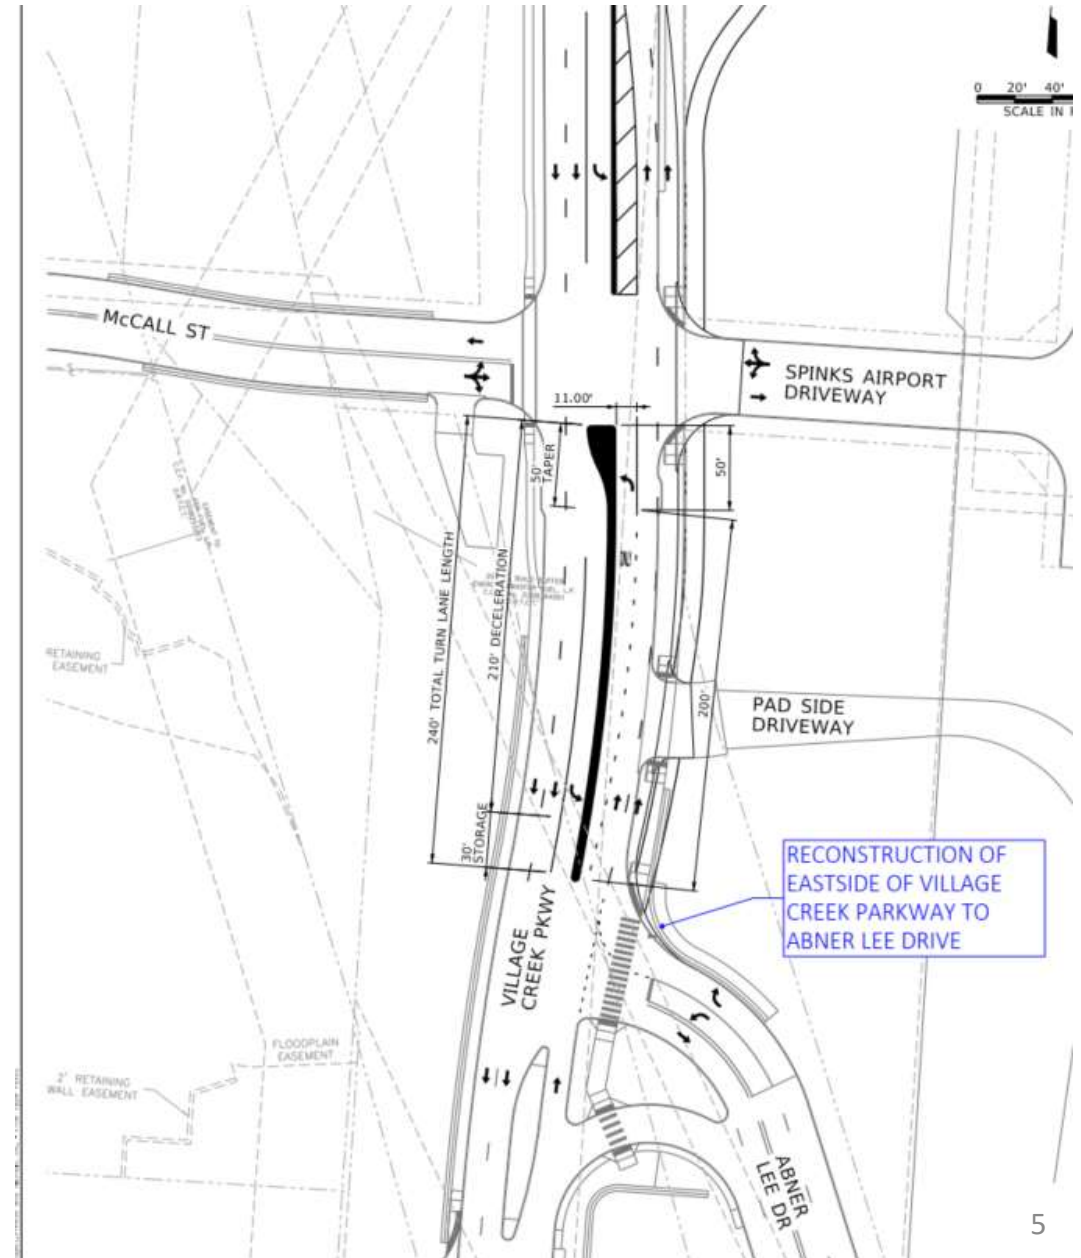 0 20' 40'
SCALE IN F
McCALL ST
SPINKS AIRPORT
DRIVEWAY
11.00'
50'
TAPER
50'
240' TOTAL TURN LANE LENGTH
210' DECELERATION
RETAINING
EASEMENT
200'
PAD SIDE
DRIVEWAY
30'
STORAGE
RECONSTRUCTION OF
EASTSIDE OF VILLAGE
CREEK PARKWAY TO
ABNER LEE DRIVE
VILLAGE
CREEK PKWY
FLOODPLAIN
EASEMENT
2' RETAINING
WALL EASEMENT
ABNER
LEE DR
5